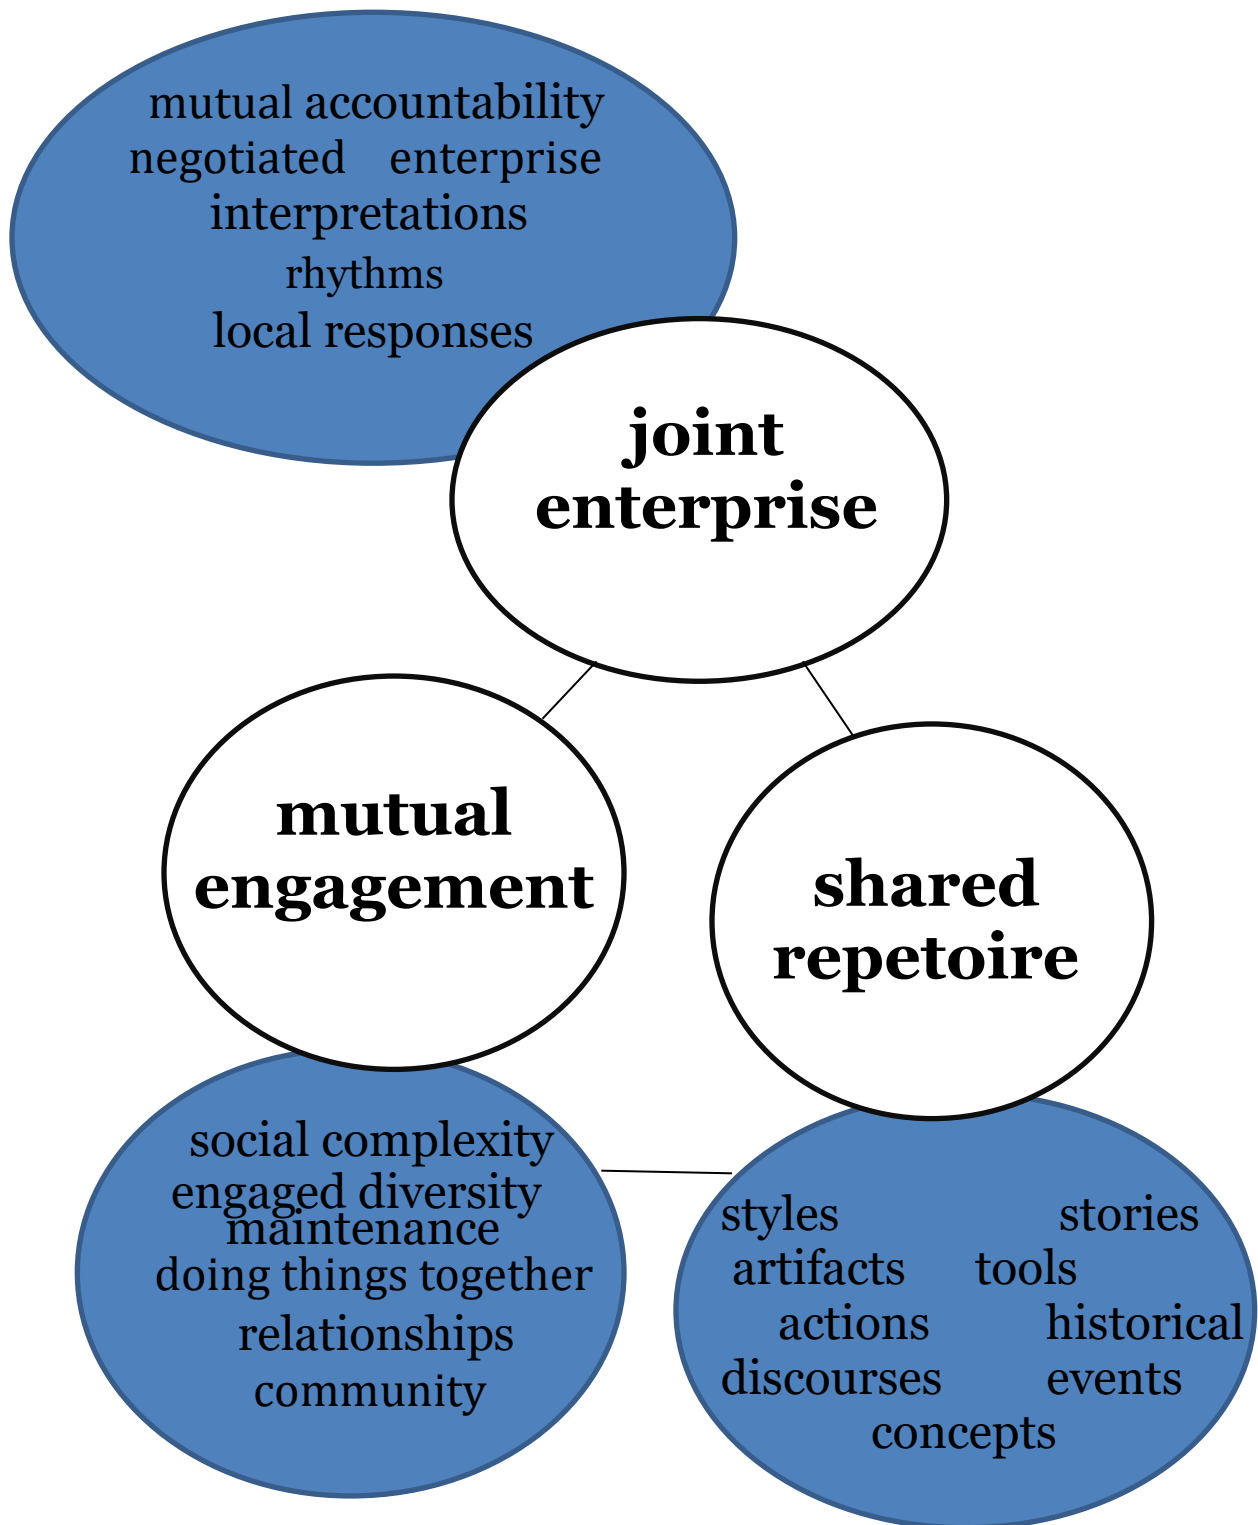 mutual accountability
negotiated enterprise
interpretations
rhythms
local responses
joint
enterprise
mutual
engagement
shared
repetoire
social complexity
engaged diversity
maintenance
doing things together
relationships
community
styles stories
artifacts tools
actions historical
discourses events
concepts